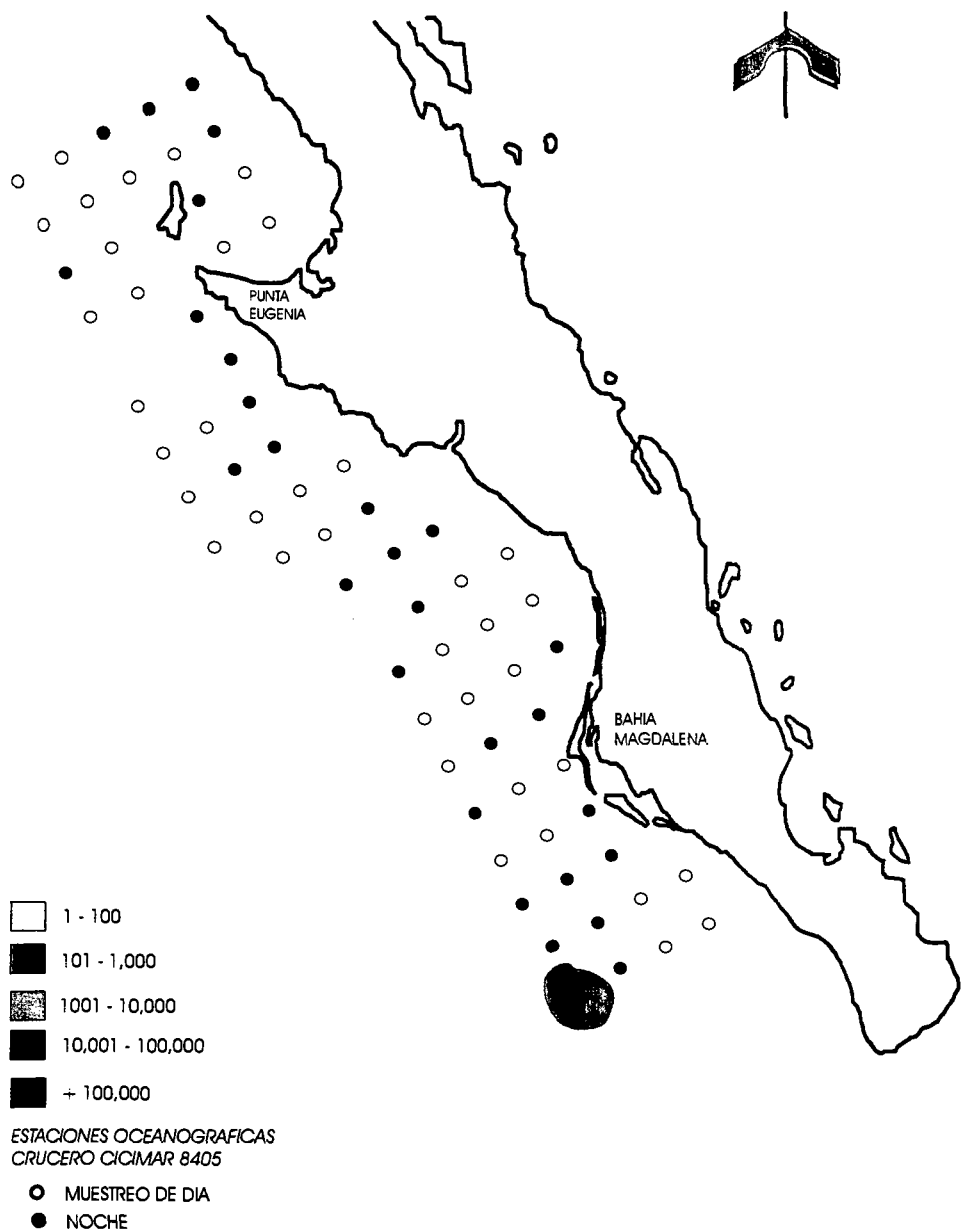 PUNTA
EUGENIA
BAHIA
MAGDALENA
1 - 100
101 - 1,000
1001 - 10,000
10,001 - 100,000
+ 100,000
ESTACIONES OCEANOGRAFICAS
CRUCERO CICIMAR 8405
MUESTREO DE DIA
NOCHE